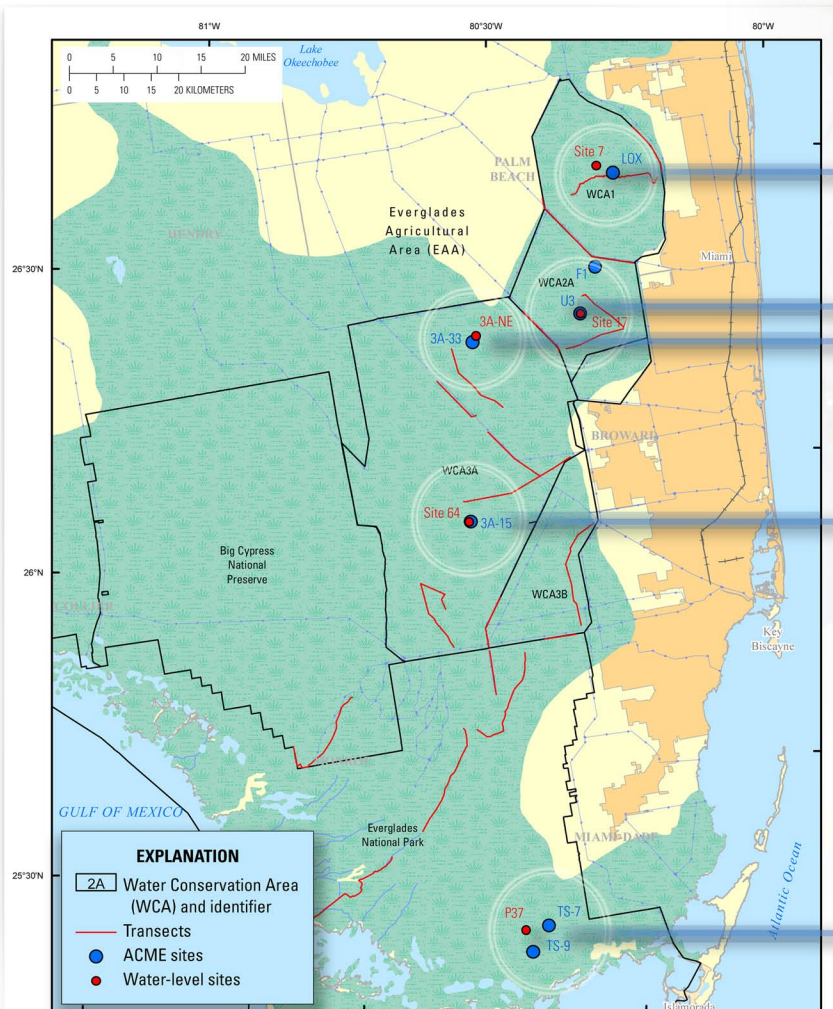 81°W
80°30'W
80°W
0 5 10 15 20 MILES
0 5 10 15 20 KILOMETERS
Lake
Okeechobee
PALM
BEACH
Site 7
LOX
WCA1
Everglades
Agricultural
Area (EAA)
HENDRY
26°30'N
Miami
F1
WCA2A
U3
Site 17
3A-NE
3A-33
BROWARD
WCA3A
Site 64
3A-15
Big Cypress
National
Preserve
26°N
WCA3B
COLLIER
Key
Biscayne
GULF OF MEXICO
Everglades
National Park
MIAMI-DADE
25°30'N
Atlantic Ocean
P37
TS-7
TS-9
Islamorada
EXPLANATION
2A Water Conservation Area
(WCA) and identifier
Transects
ACME sites
Water-level sites